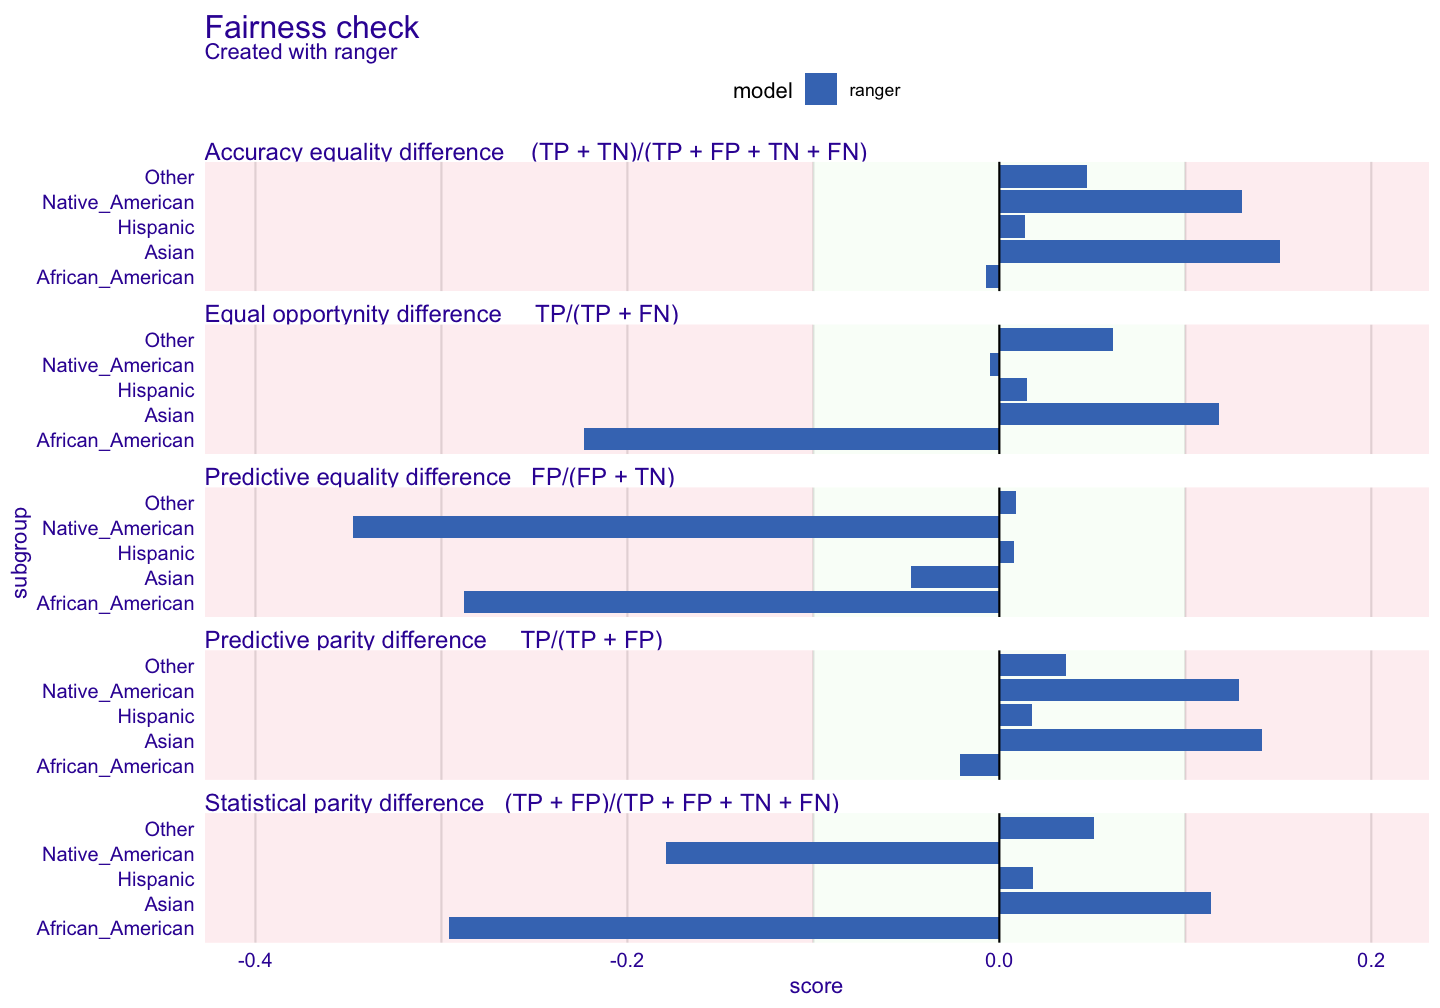 Fairness check
Created with ranger
model ranger
Accuracy equality difference (TP + TN)/(TP + FP + TN + FN)
Other
Native_American
Hispanic
Asian
African_American
Equal opportynity difference TP/(TP + FN)
Other
Native_American
Hispanic
Asian
African_American
Predictive equality difference FP/(FP + TN)
Other
Native_American
Hispanic
Asian
African_American
Predictive parity difference TP/(TP + FP)
Other
Native_American
Hispanic
Asian
African_American
Statistical parity difference (TP + FP)/(TP + FP + TN + FN)
Other
Native_American
Hispanic
Asian
African_American
subgroup
-0.4 -0.2 0.0 0.2
score